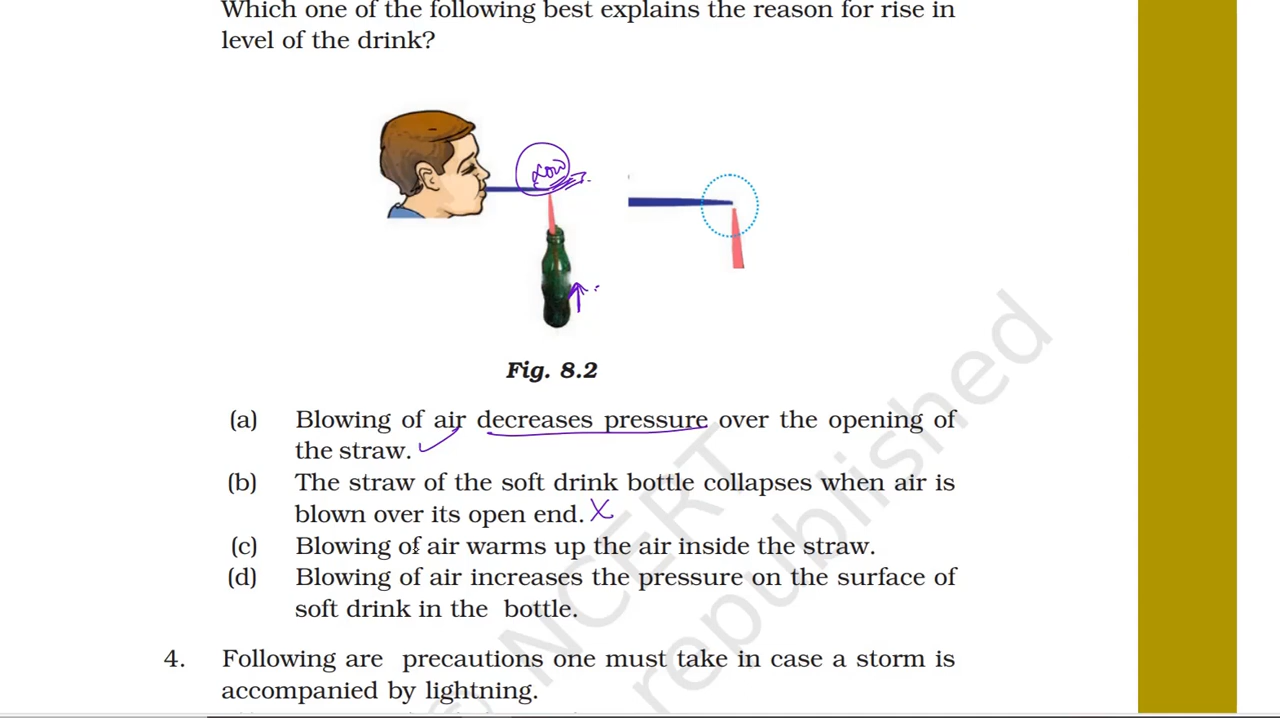 Which one of the following best explains the reason for rise in
level of the drink?
Low
Fig. 8.2
(a) Blowing of air decreases pressure over the opening of
the straw.
(b) The straw of the soft drink bottle collapses when air is
blown over its open end. X
(c) Blowing of air warms up the air inside the straw.
(d) Blowing of air increases the pressure on the surface of
soft drink in the bottle.
4. Following are precautions one must take in case a storm is
accompanied by lightning.
NCERT
republished